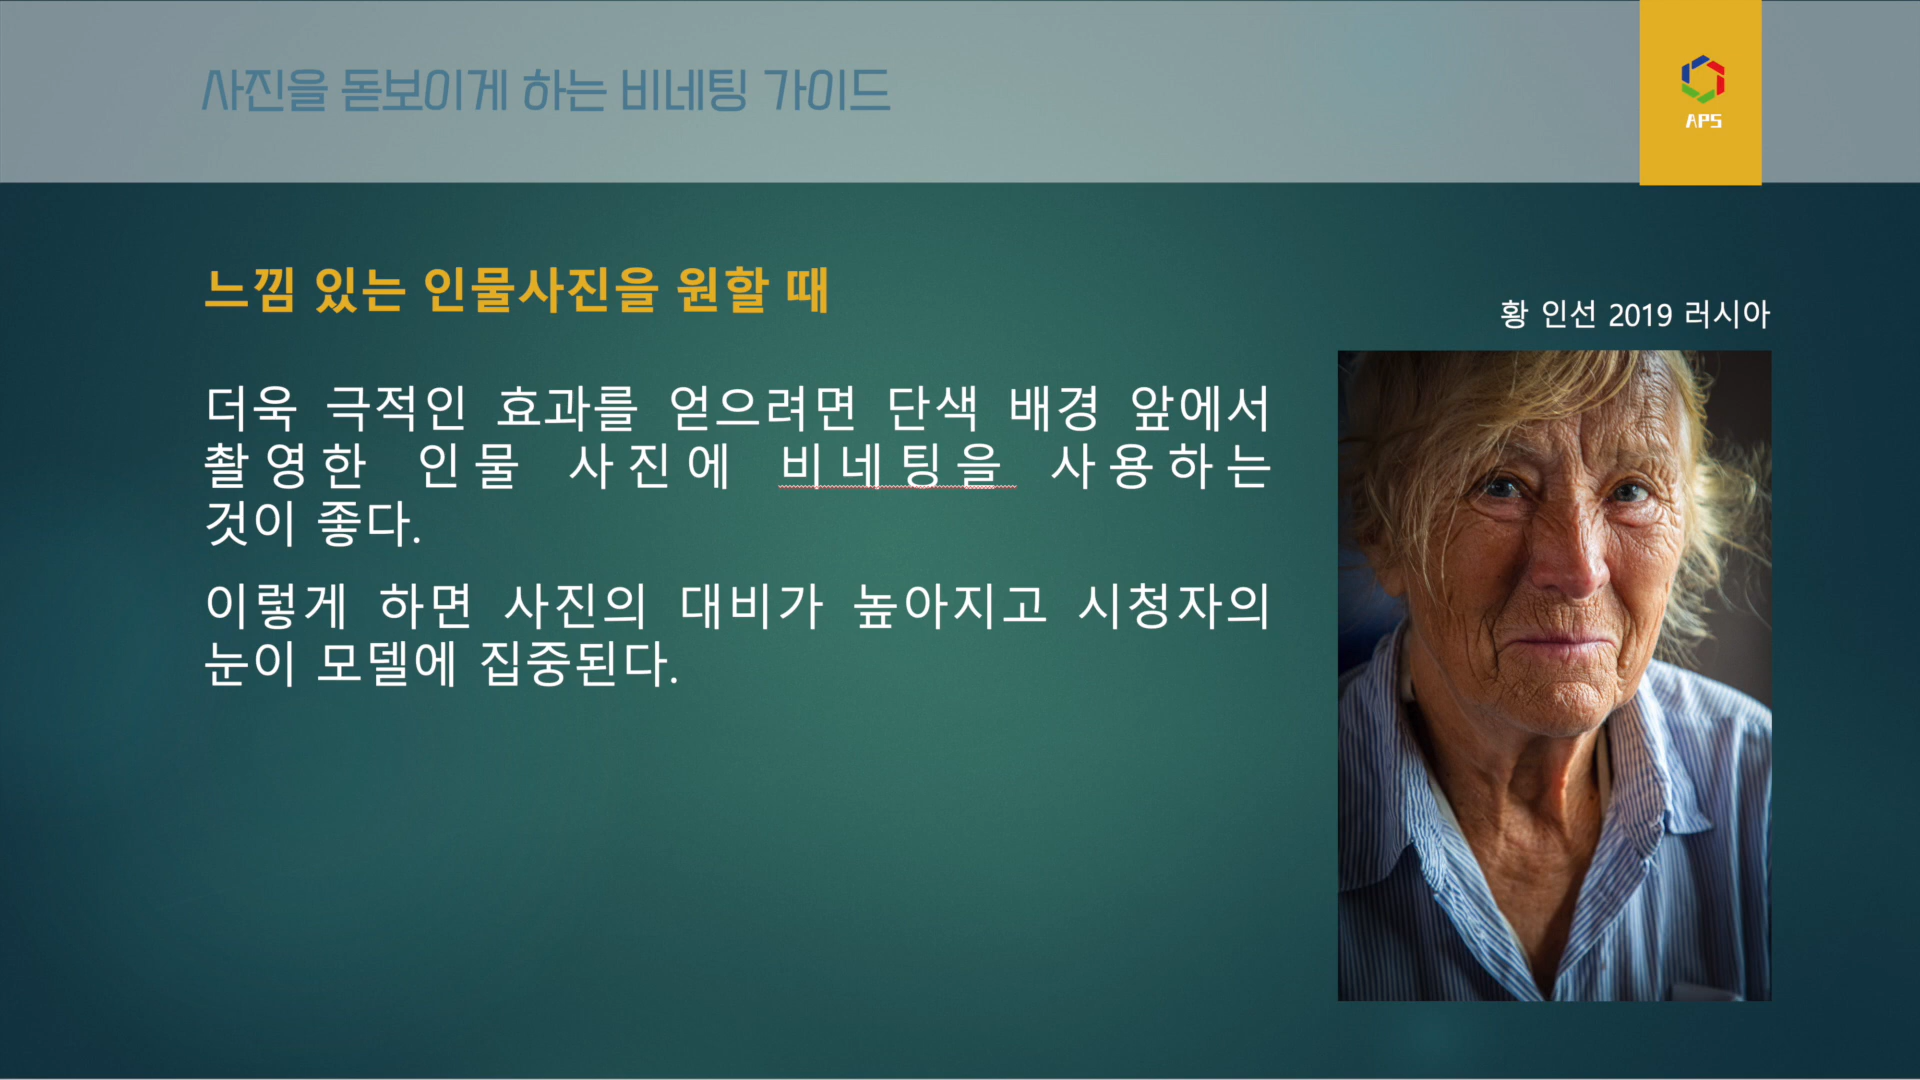 사진을 돋보이게 하는 비네팅 가이드
APS
느낌 있는 인물사진을 원할 때
황 인선 2019 러시아
더욱 극적인 효과를 얻으려면 단색 배경 앞에서
촬영한 인물 사진에 비네팅을 사용하는
것이 좋다.
이렇게 하면 사진의 대비가 높아지고 시청자의
눈이 모델에 집중된다.